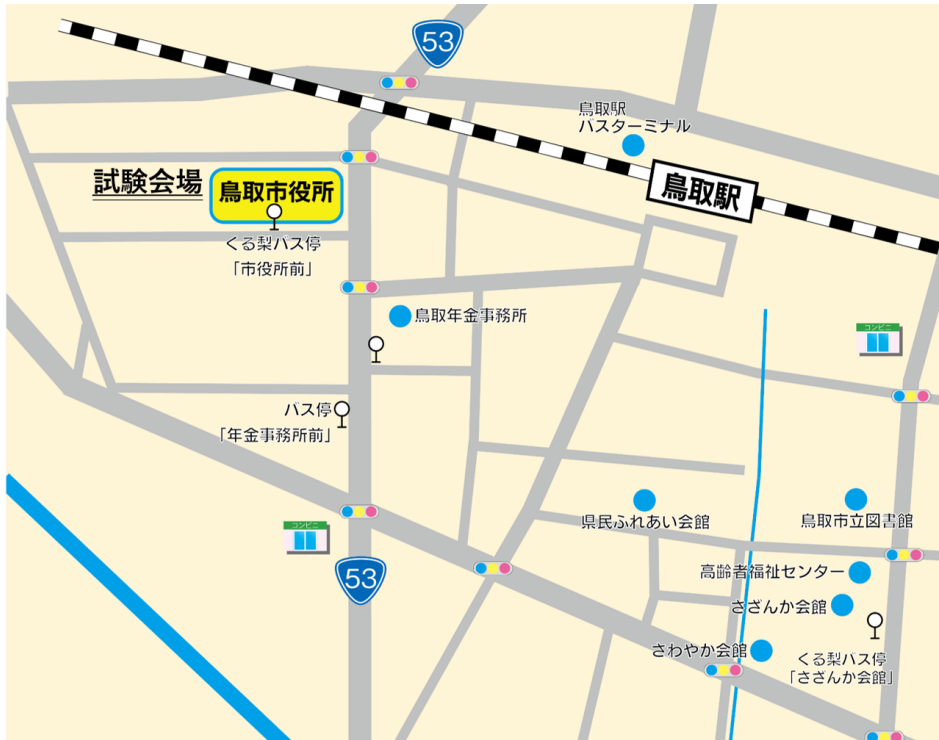 53
鳥取駅
バスターミナル
鳥取駅
試験会場
鳥取市役所
くる梨バス停
「市役所前」
鳥取年金事務所
コンビニ
バス停
「年金事務所前」
県民ふれあい会館
鳥取市立図書館
コンビニ
53
高齢者福祉センター
さざんか会館
さわやか会館
くる梨バス停
「さざんか会館」